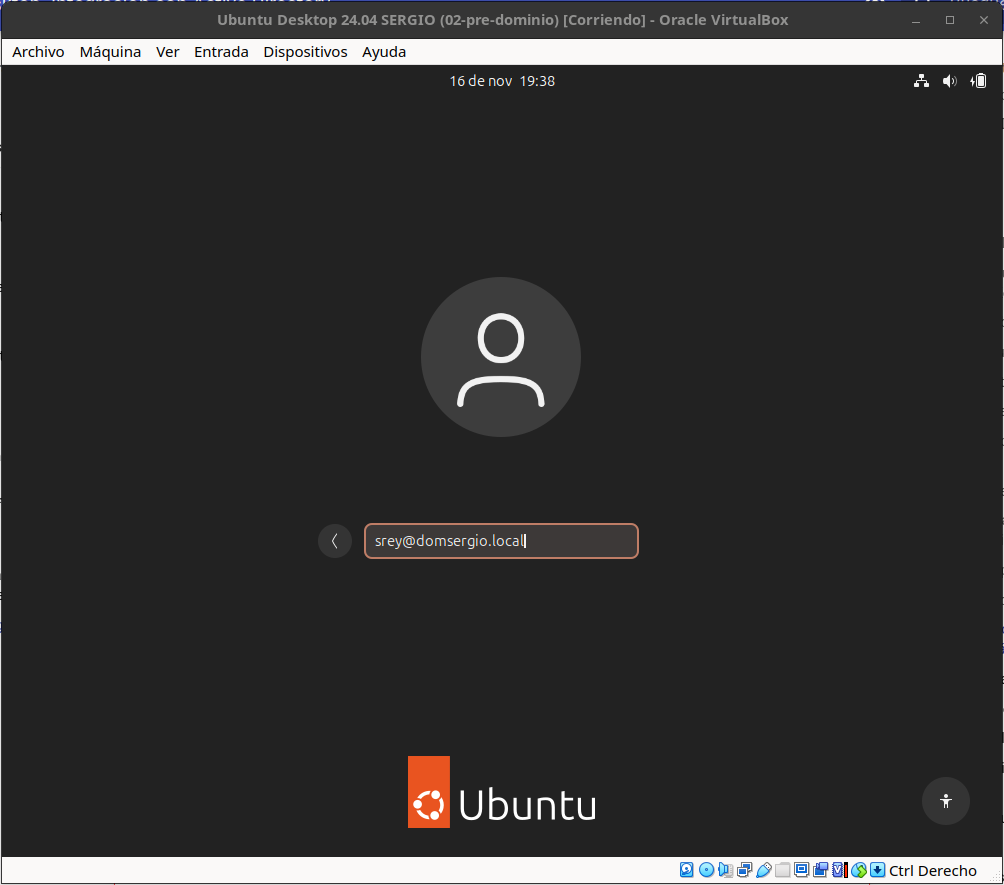 Ubuntu Desktop 24.04 SERGIO (02-pre-dominio) [Corriendo] - Oracle VirtualBox
Archivo Máquina Ver Entrada Dispositivos Ayuda
16 de nov 19:38
srey@domsergio.local
Ubuntu
Ctrl Derecho